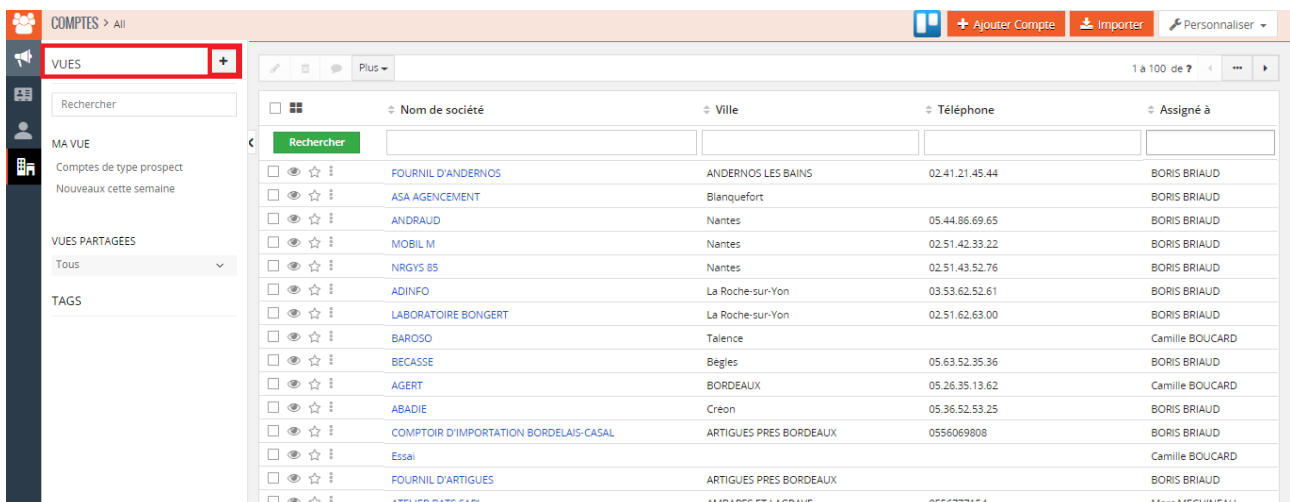 COMPTES > All
Ajouter Compte
Importer
Personnaliser
VUES +
Rechercher
MA VUE
Comptes de type prospect
Nouveaux cette semaine
VUES PARTAGÉES
Tous
TAGS
Plus
1 à 100 de ?
Nom de société Ville Téléphone Assigné à
Rechercher
FOURNIL D'ANDERNOS ANDERNOS LES BAINS 02.41.21.45.44 BORIS BRIAUD
ASA AGENCEMENT Blanquefort BORIS BRIAUD
ANDRAUD Nantes 05.44.86.69.65 BORIS BRIAUD
MOBIL M Nantes 02.51.42.33.22 BORIS BRIAUD
NRGYS 85 Nantes 02.51.43.52.76 BORIS BRIAUD
ADINFO La Roche-sur-Yon 03.53.62.52.61 BORIS BRIAUD
LABORATOIRE BONGERT La Roche-sur-Yon 02.51.62.63.00 BORIS BRIAUD
BAROSO Talence Camille BOUCARD
BECASSE Bègles 05.63.52.35.36 BORIS BRIAUD
AGERT BORDEAUX 05.26.35.13.62 Camille BOUCARD
ABADIE Créon 05.36.52.53.25 BORIS BRIAUD
COMPTOIR D'IMPORTATION BORDELAIS-CASAL ARTIGUES PRES BORDEAUX 0556069808 BORIS BRIAUD
Essai Camille BOUCARD
FOURNIL D'ARTIGUES ARTIGUES PRES BORDEAUX BORIS BRIAUD